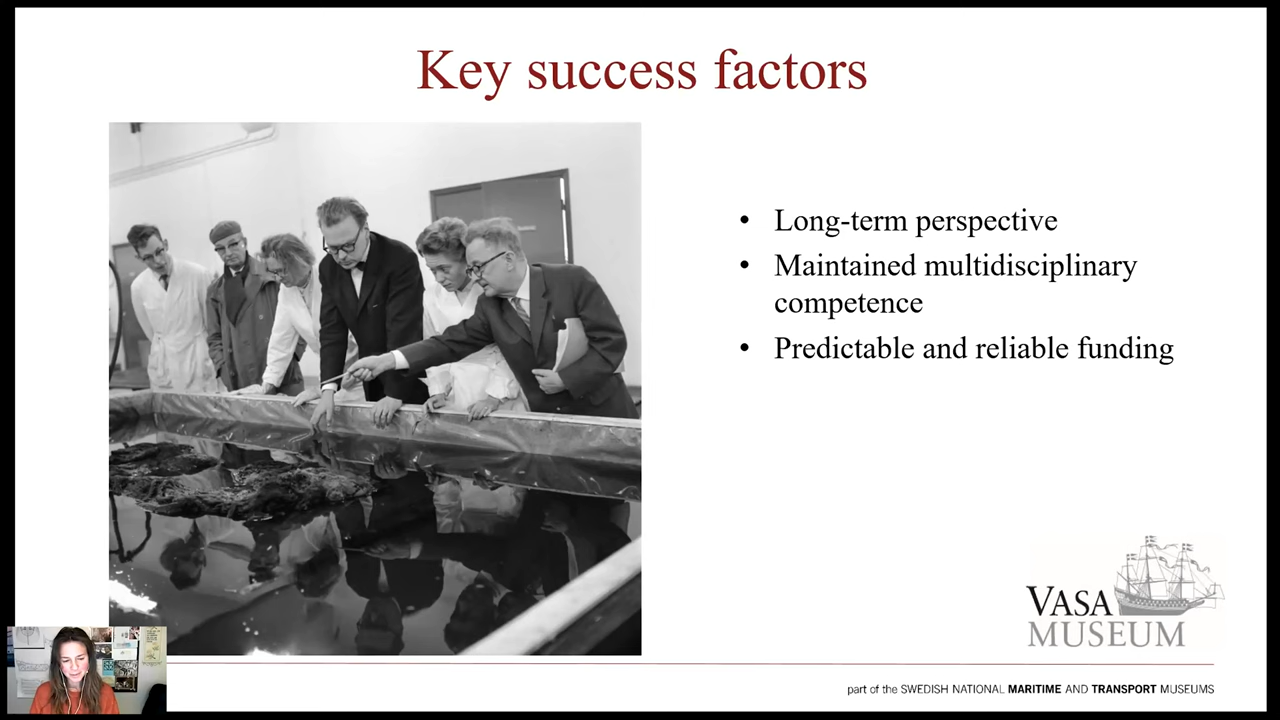 Key success factors
• Long-term perspective
• Maintained multidisciplinary
competence
• Predictable and reliable funding
VASA
MUSEUM
part of the SWEDISH NATIONAL MARITIME AND TRANSPORT MUSEUMS